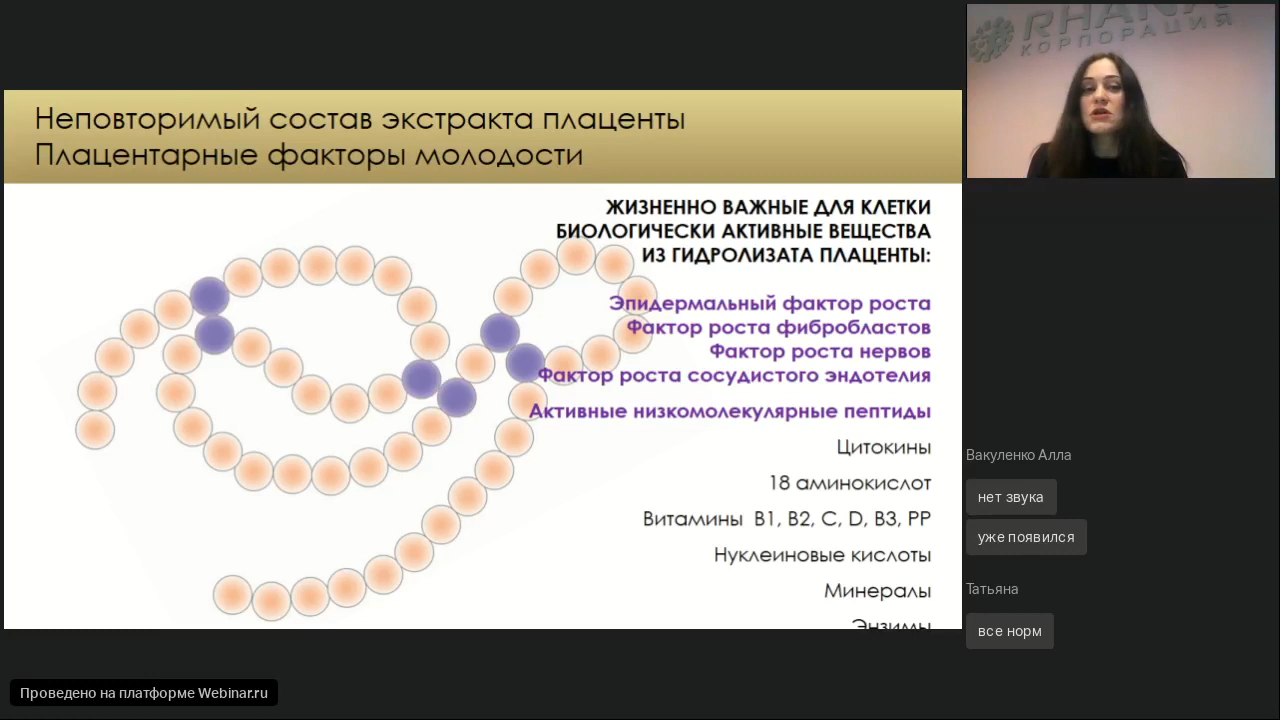 Неповторимый состав экстракта плаценты
Плацентарные факторы молодости
ЖИЗНЕННО ВАЖНЫЕ ДЛЯ КЛЕТКИ
БИОЛОГИЧЕСКИ АКТИВНЫЕ ВЕЩЕСТВА
ИЗ ГИДРОЛИЗАТА ПЛАЦЕНТЫ:
Эпидермальный фактор роста
Фактор роста фибробластов
Фактор роста нервов
Фактор роста сосудистого эндотелия
Активные низкомолекулярные пептиды
Цитокины
18 аминокислот
Витамины В1, В2, С, D, В3, РР
Нуклеиновые кислоты
Минералы
Энзимы
КОРПОРАЦИЯ
Вакуленко Алла
нет звука
уже появился
Татьяна
все норм
Проведено на платформе Webinar.ru